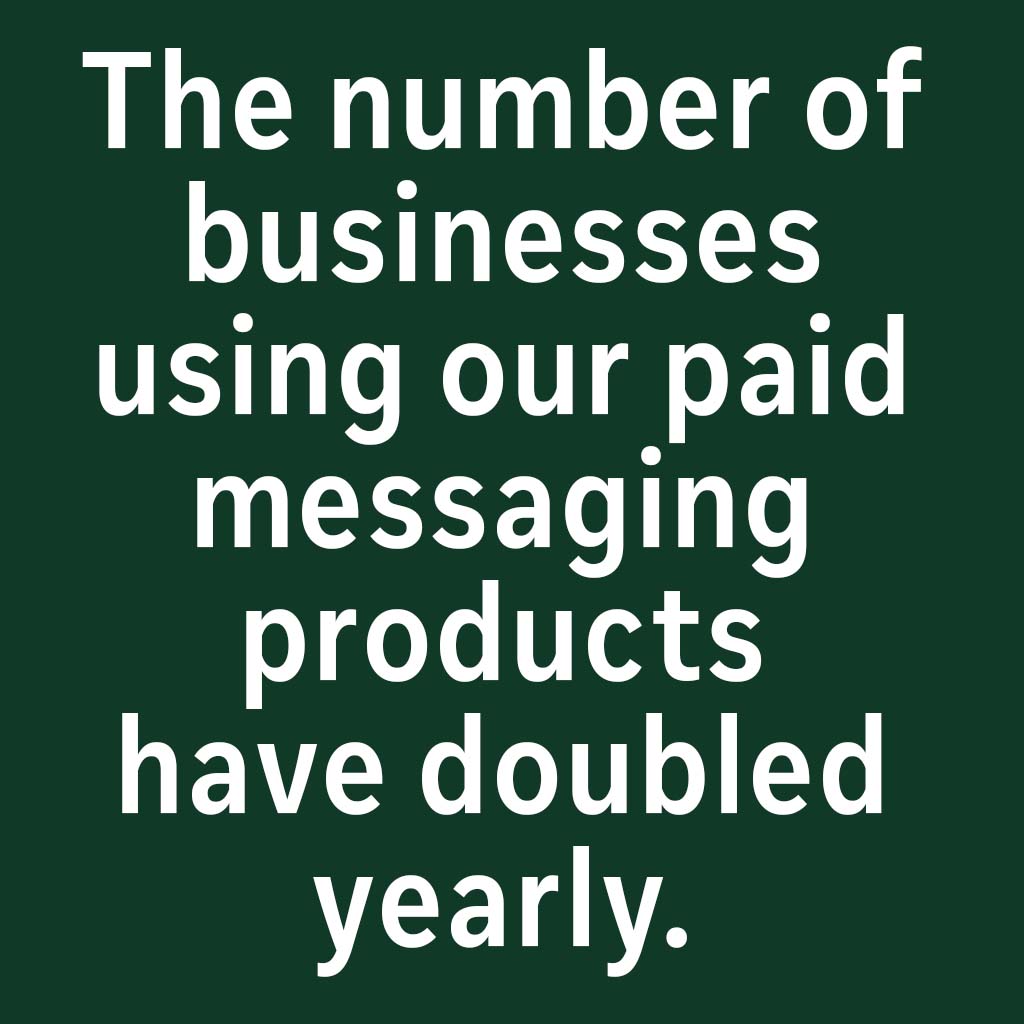 The number of
businesses
using our paid
messaging
products
have doubled
yearly.